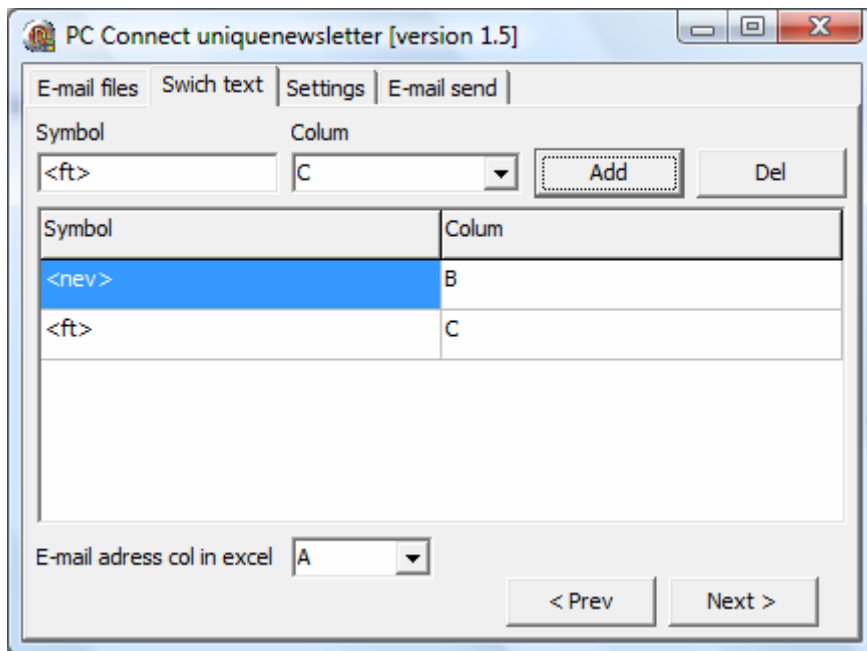 PC Connect uniquenewsletter [version 1.5]
E-mail files Swich text Settings E-mail send
Symbol Colum
<ft> C Add Del
Symbol Colum
<nev> B
<ft> C
E-mail adress col in excel A
< Prev Next >